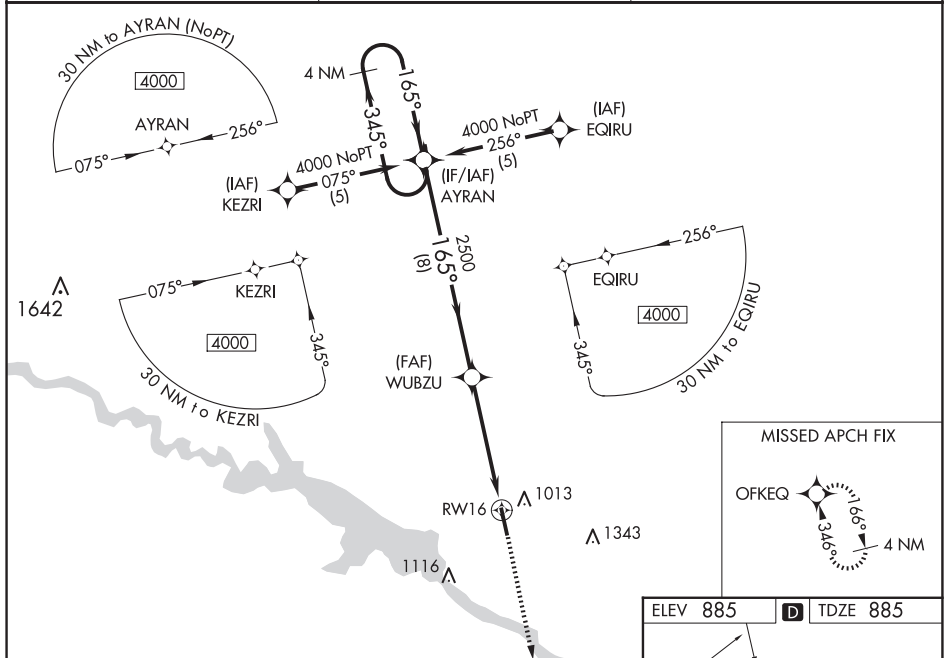 30 NM to AYRAN (NoPT)
4000
AYRAN
075°
256°
4 NM
165°
345°
(IAF)
KEZRI
4000 NoPT
075°
(5)
(IF/IAF)
AYRAN
4000 NoPT
256°
(5)
(IAF)
EQIRU
2500
165°
(8)
1642
075°
KEZRI
4000
345°
30 NM to KEZRI
256°
EQIRU
4000
345°
30 NM to EQIRU
(FAF)
WUBZU
RW16
1013
1343
1116
MISSED APCH FIX
OFKEQ
166°
346°
4 NM
ELEV 885
D
TDZE 885